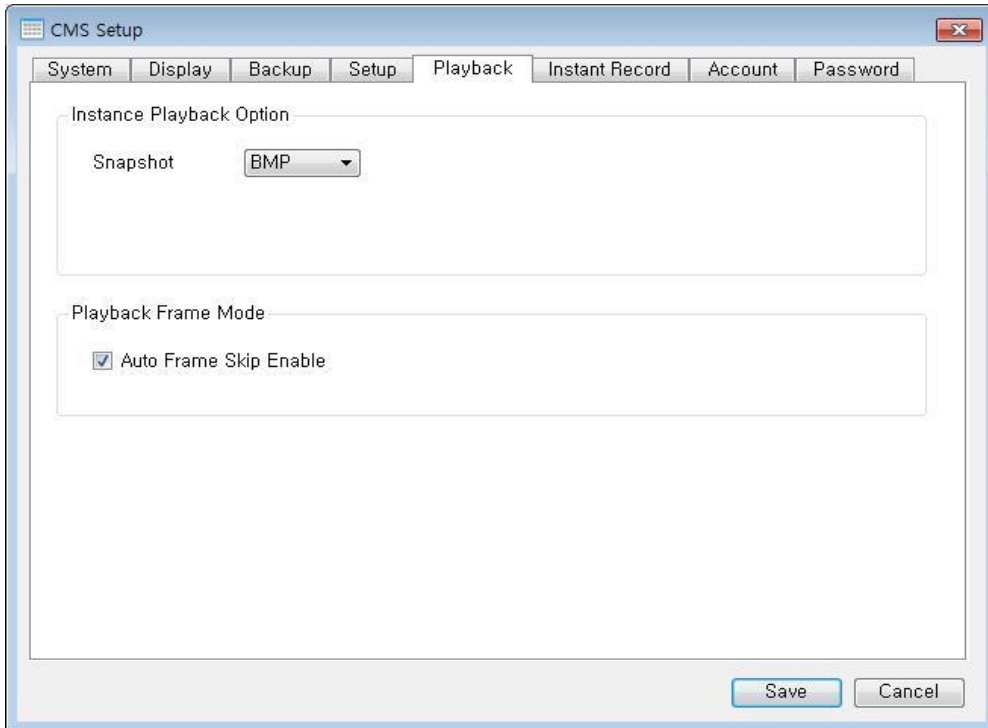 CMS Setup
System Display Backup Setup Playback Instant Record Account Password
Instance Playback Option
Snapshot BMP
Playback Frame Mode
Auto Frame Skip Enable
Save Cancel